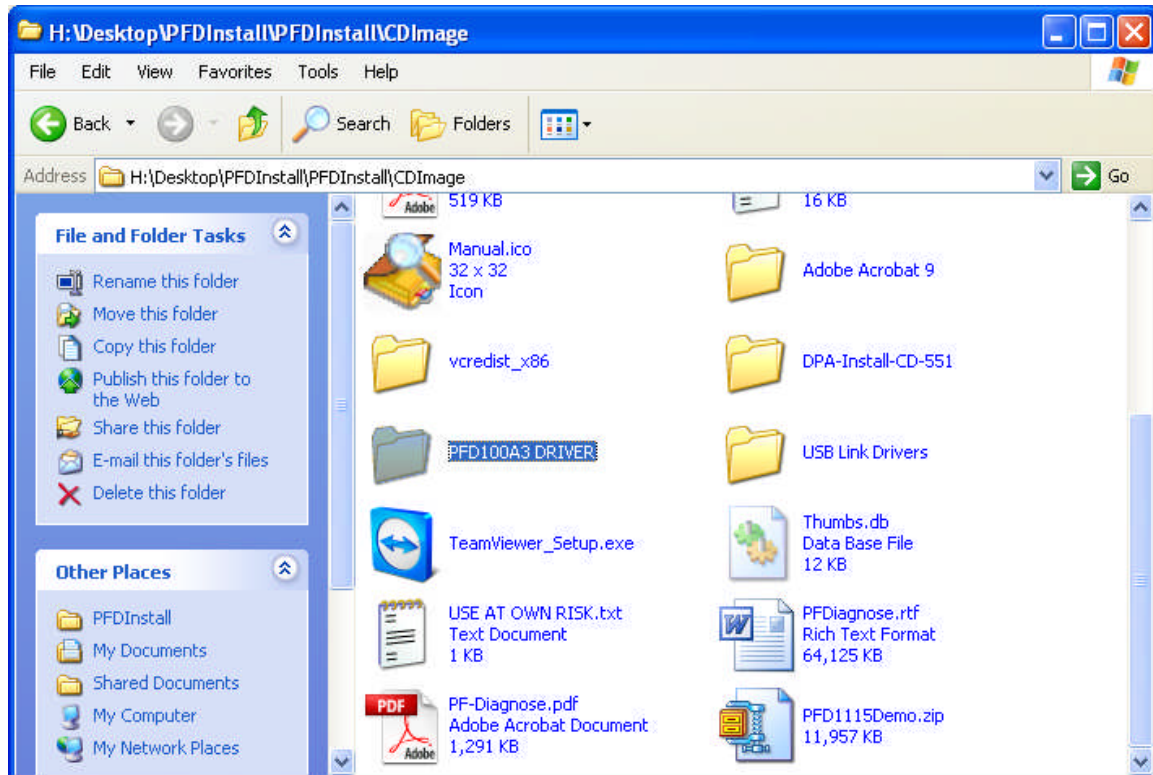 H:\Desktop\PFDInstall\PFDInstall\CDImage
File Edit View Favorites Tools Help
Back Search Folders
Address H:\Desktop\PFDInstall\PFDInstall\CDImage Go
File and Folder Tasks
Rename this folder
Move this folder
Copy this folder
Publish this folder to
the Web
Share this folder
E-mail this folder's files
Delete this folder
Other Places
PFDInstall
My Documents
Shared Documents
My Computer
My Network Places
Adobe
519 KB
16 KB
Manual.ico
32 x 32
Icon
Adobe Acrobat 9
vcredist_x86
DPA-Install-CD-551
PFD100A3 DRIVER
USB Link Drivers
TeamViewer_Setup.exe
Thumbs.db
Data Base File
12 KB
USE AT OWN RISK.txt
Text Document
1 KB
W
PFDiagnose.rtf
Rich Text Format
64,125 KB
PDF
Adobe
PF-Diagnose.pdf
Adobe Acrobat Document
1,291 KB
PFD1115Demo.zip
11,957 KB